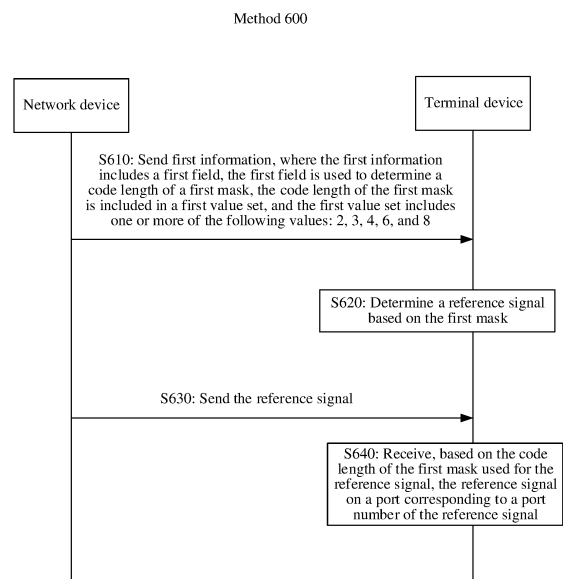 Method 600
Network device
Terminal device
S610: Send first information, where the first information
includes a first field, the first field is used to determine a
code length of a first mask, the code length of the first mask
is included in a first value set, and the first value set includes
one or more of the following values: 2, 3, 4, 6, and 8
S620: Determine a reference signal
based on the first mask
S630: Send the reference signal
S640: Receive, based on the code
length of the first mask used for the
reference signal, the reference signal
on a port corresponding to a port
number of the reference signal